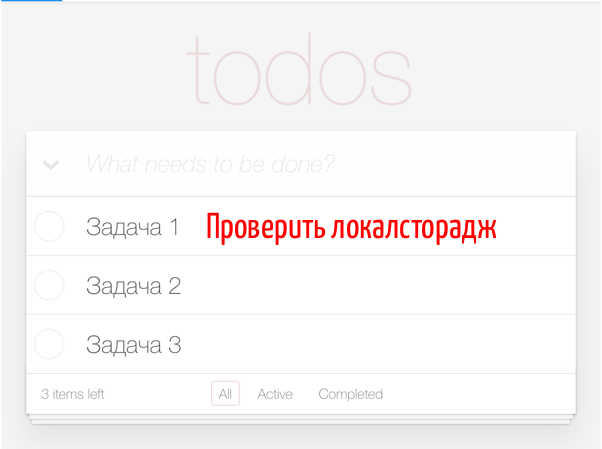 todos
What needs to be done?
Задача 1 Проверить локалсторадж
Задача 2
Задача 3
3 items left All Active Completed